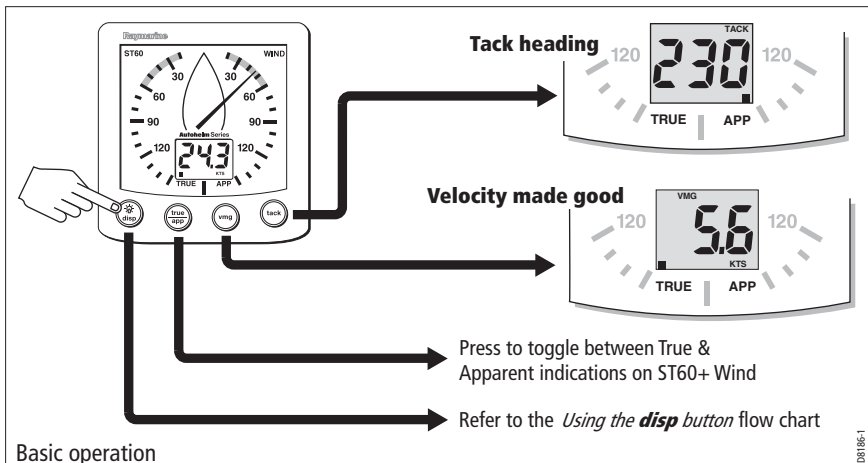 Raymarine
ST60 WIND
30 30
60 60
90 90
Autohelm Series
120 120
24.3
KTS
TRUE APP
disp
true
app
vmg
tack
Tack heading
TACK
120 230 120
TRUE APP
Velocity made good
VMG
120 5.6 120
KTS
TRUE APP
Press to toggle between True &
Apparent indications on ST60+ Wind
Refer to the Using the disp button flow chart
Basic operation
D8186-1